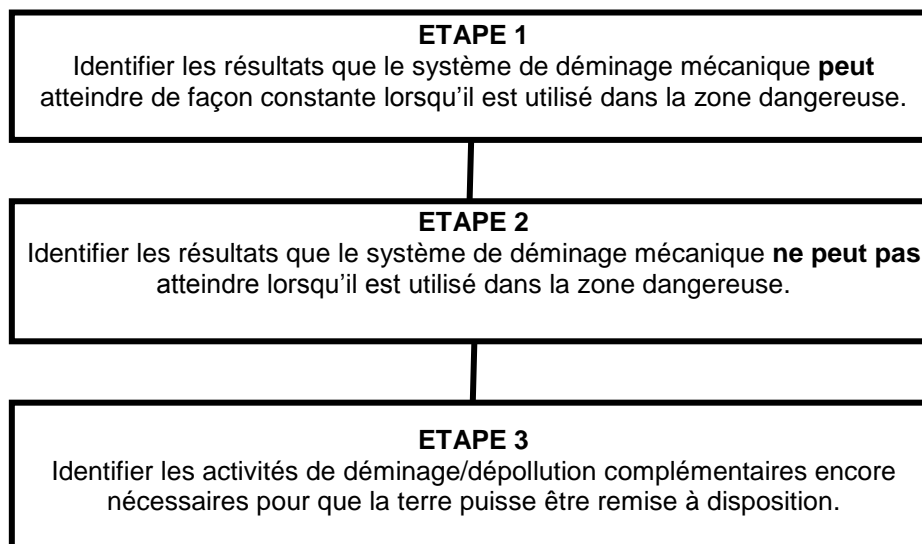 ETAPE 1
Identifier les résultats que le système de déminage mécanique peut
atteindre de façon constante lorsqu'il est utilisé dans la zone dangereuse.
ETAPE 2
Identifier les résultats que le système de déminage mécanique ne peut pas
atteindre lorsqu'il est utilisé dans la zone dangereuse.
ETAPE 3
Identifier les activités de déminage/dépollution complémentaires encore
nécessaires pour que la terre puisse être remise à disposition.